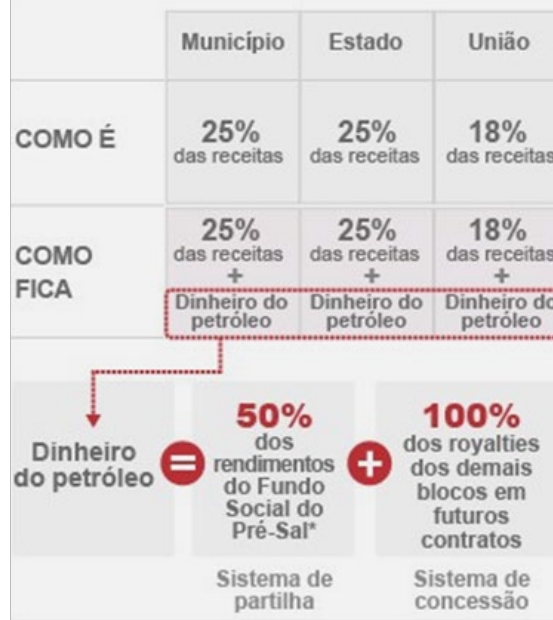 Município Estado União
COMO É
25% 25% 18%
das receitas das receitas das receitas
COMO
FICA
25% 25% 18%
das receitas das receitas das receitas
+ + +
Dinheiro do Dinheiro do Dinheiro do
petróleo petróleo petróleo
Dinheiro
do petróleo
=
50%
dos
rendimentos
do Fundo
Social do
Pré-Sal*
+
100%
dos royalties
dos demais
blocos em
futuros
contratos
Sistema de
partilha
Sistema de
concessão